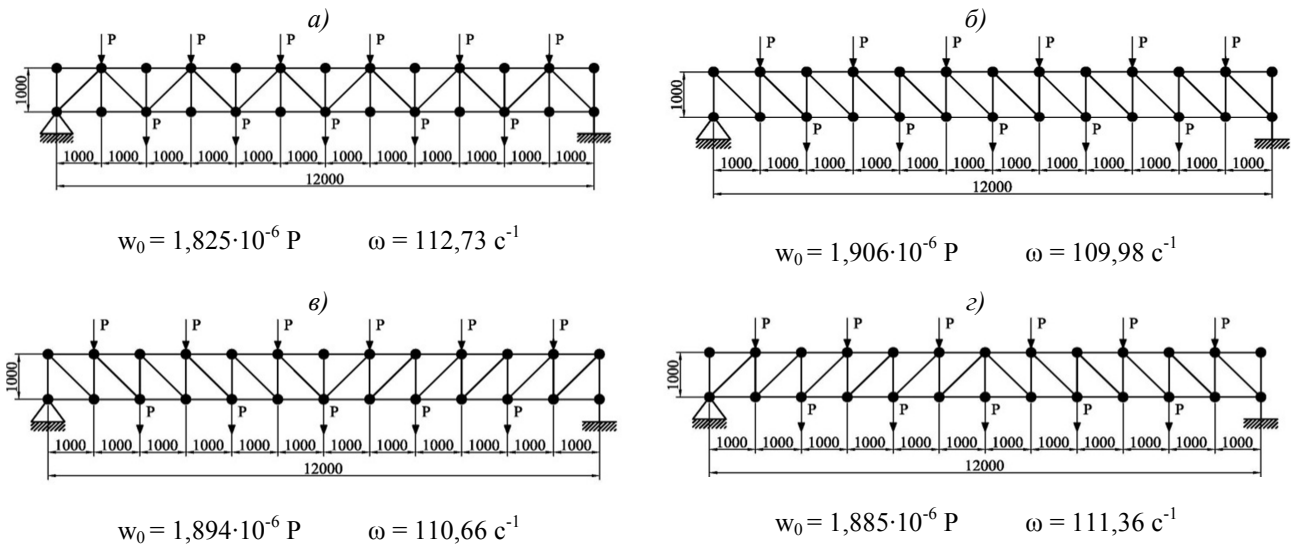 а)
P P P P P P
1000
P P P P P
1000 1000 1000 1000 1000 1000 1000 1000 1000 1000 1000 1000
12000
w₀ = 1,825·10⁻⁶ P ω = 112,73 c⁻¹
б)
P P P P P P
1000
P P P P P
1000 1000 1000 1000 1000 1000 1000 1000 1000 1000 1000 1000
12000
w₀ = 1,906·10⁻⁶ P ω = 109,98 c⁻¹
в)
P P P P P P
1000
P P P P P
1000 1000 1000 1000 1000 1000 1000 1000 1000 1000 1000 1000
12000
w₀ = 1,894·10⁻⁶ P ω = 110,66 c⁻¹
г)
P P P P P P
1000
P P P P P
1000 1000 1000 1000 1000 1000 1000 1000 1000 1000 1000 1000
12000
w₀ = 1,885·10⁻⁶ P ω = 111,36 c⁻¹